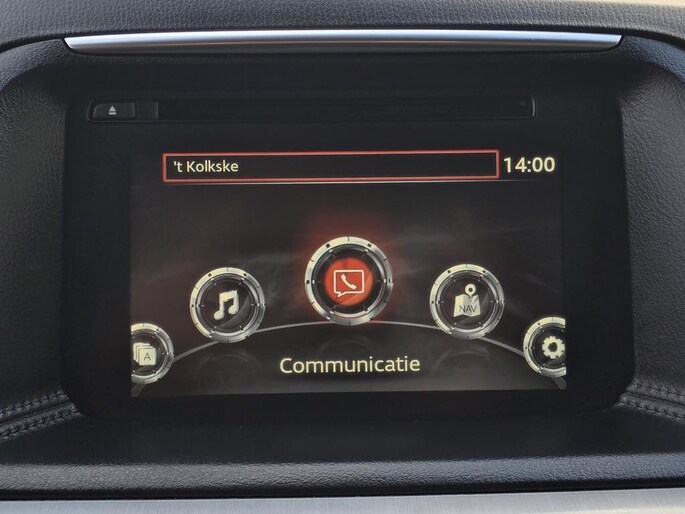 't Kolkske
14:00
NAV
A
Communicatie